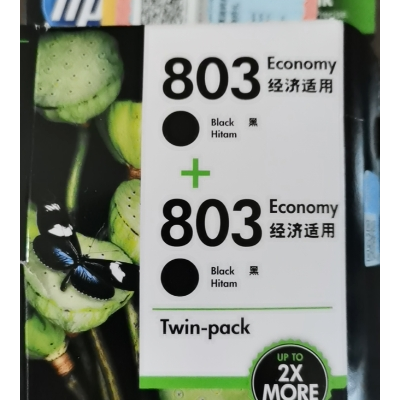 hp
803 Economy
经济适用
Black 黑
Hitam
+
803 Economy
经济适用
Black 黑
Hitam
Twin-pack
UP TO
2X
MORE